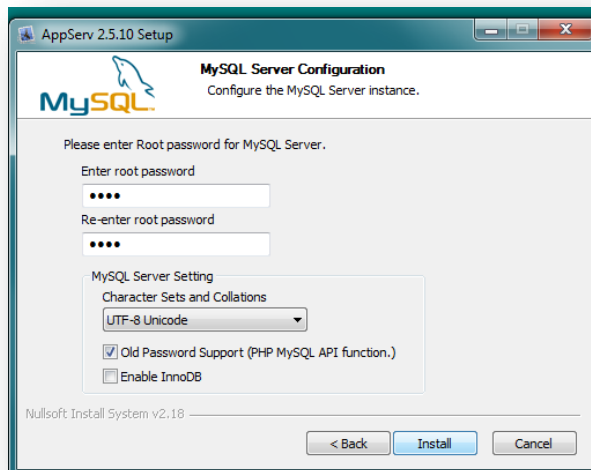 AppServ 2.5.10 Setup
MySQL
MySQL Server Configuration
Configure the MySQL Server instance.
Please enter Root password for MySQL Server.
Enter root password
••••
Re-enter root password
••••
MySQL Server Setting
Character Sets and Collations
UTF-8 Unicode
Old Password Support (PHP MySQL API function.)
Enable InnoDB
Nullsoft Install System v2.18
< Back Install Cancel